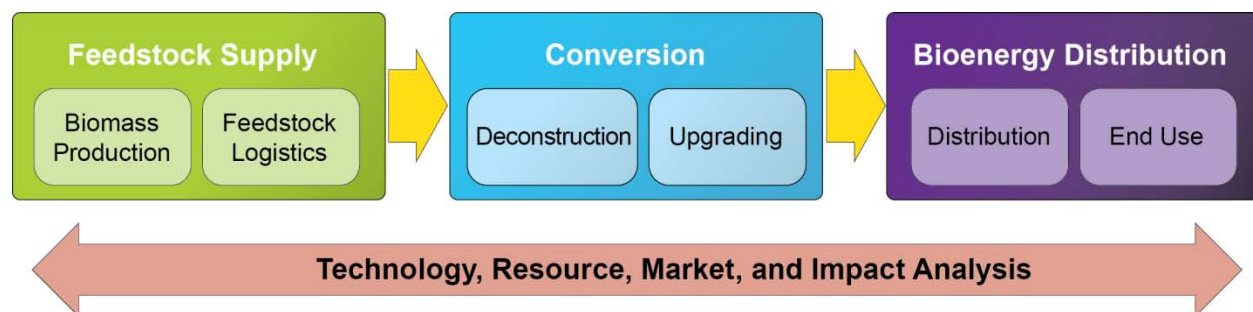 Feedstock Supply
Biomass
Production
Feedstock
Logistics
Conversion
Deconstruction
Upgrading
Bioenergy Distribution
Distribution
End Use
Technology, Resource, Market, and Impact Analysis